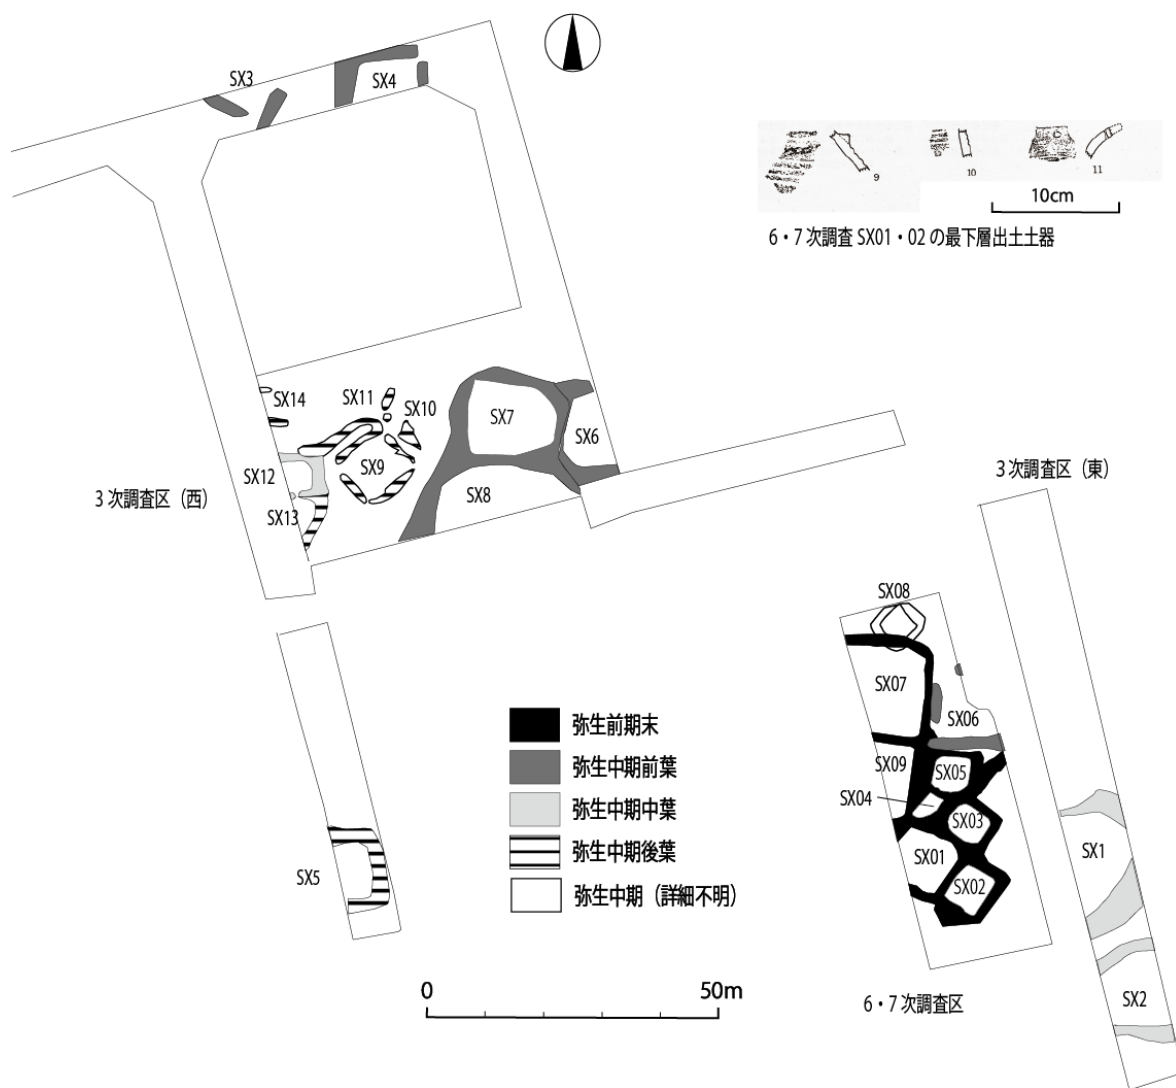 SX3
SX4
9
10
11
10cm
6・7次調査 SX01・02 の最下層出土土器
SX14
SX11
SX10
SX7
SX6
SX9
SX12
SX8
SX13
3次調査区（西）
3次調査区（東）
SX08
SX07
SX06
SX09
SX05
SX04
SX03
SX01
SX02
SX1
SX2
SX5
弥生前期末
弥生中期前葉
弥生中期中葉
弥生中期後葉
弥生中期（詳細不明）
0
50m
6・7次調査区